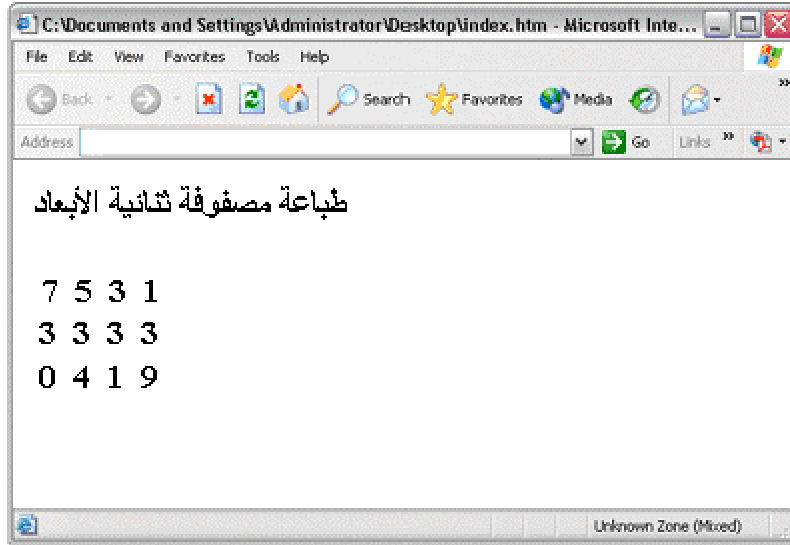 C:\Documents and Settings\Administrator\Desktop\index.htm - Microsoft Inte...
File Edit View Favorites Tools Help
Back Search Favorites Media
Address Go Links
طباعة مصفوفة ثنائية الأبعاد
7 5 3 1
3 3 3 3
0 4 1 9
Unknown Zone (Mixed)